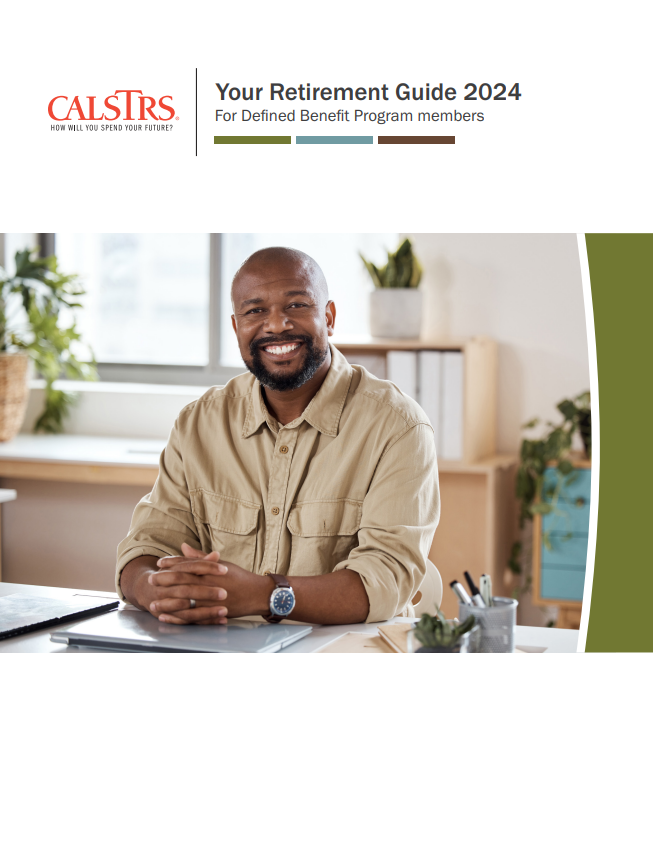 CALSTRS®
HOW WILL YOU SPEND YOUR FUTURE?
Your Retirement Guide 2024
For Defined Benefit Program members